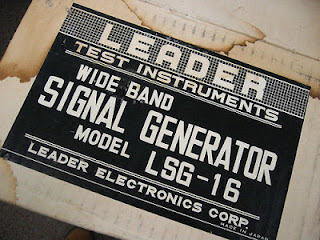 LEADER
TEST INSTRUMENTS
WIDE BAND
SIGNAL GENERATOR
MODEL LSG-16
LEADER ELECTRONICS CORP.
MADE IN JAPAN